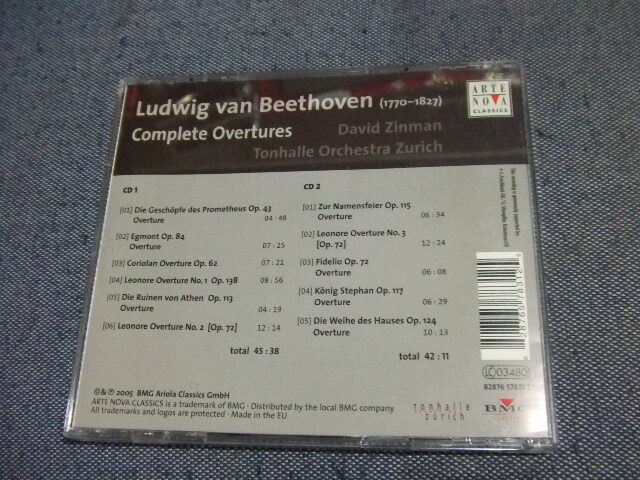 Ludwig van Beethoven (1770–1827)
Complete Overtures
David Zinman
Tonhalle Orchestra Zurich
ARTE
NOVA
CLASSICS
CD 1
[01] Die Geschöpfe des Prometheus Op. 43
Overture 04 : 48
[02] Egmont Op. 84
Overture 07 : 25
[03] Coriolan Overture Op. 62 07 : 21
[04] Leonore Overture No. 1 Op. 138 08 : 56
[05] Die Ruinen von Athen Op. 113
Overture 04 : 19
[06] Leonore Overture No. 2 [Op. 72] 12 : 14
total 45 : 38
CD 2
[01] Zur Namensfeier Op. 115
Overture 06 : 34
[02] Leonore Overture No. 3
[Op. 72] 12 : 24
[03] Fidelio Op. 72
Overture 06 : 08
[04] König Stephan Op. 117
Overture 06 : 29
[05] Die Weihe des Hauses Op. 124
Overture 10 : 13
total 42 : 11
LC 03480
82876 57831
©&℗ 2005 BMG Ariola Classics GmbH
ARTE NOVA CLASSICS is a trademark of BMG · Distributed by the local BMG company
All trademarks and logos are protected · Made in the EU
tonhalle
zürich
BMG